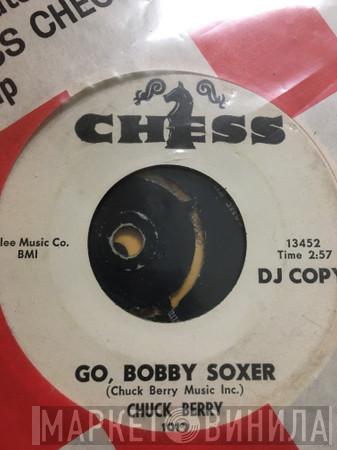 SS CHE
CHESS
lee Music Co.
BMI
13452
Time 2:57
DJ COPY
GO, BOBBY SOXER
(Chuck Berry Music Inc.)
CHUCK BERRY
МАРКЕТ ВИНИЛА